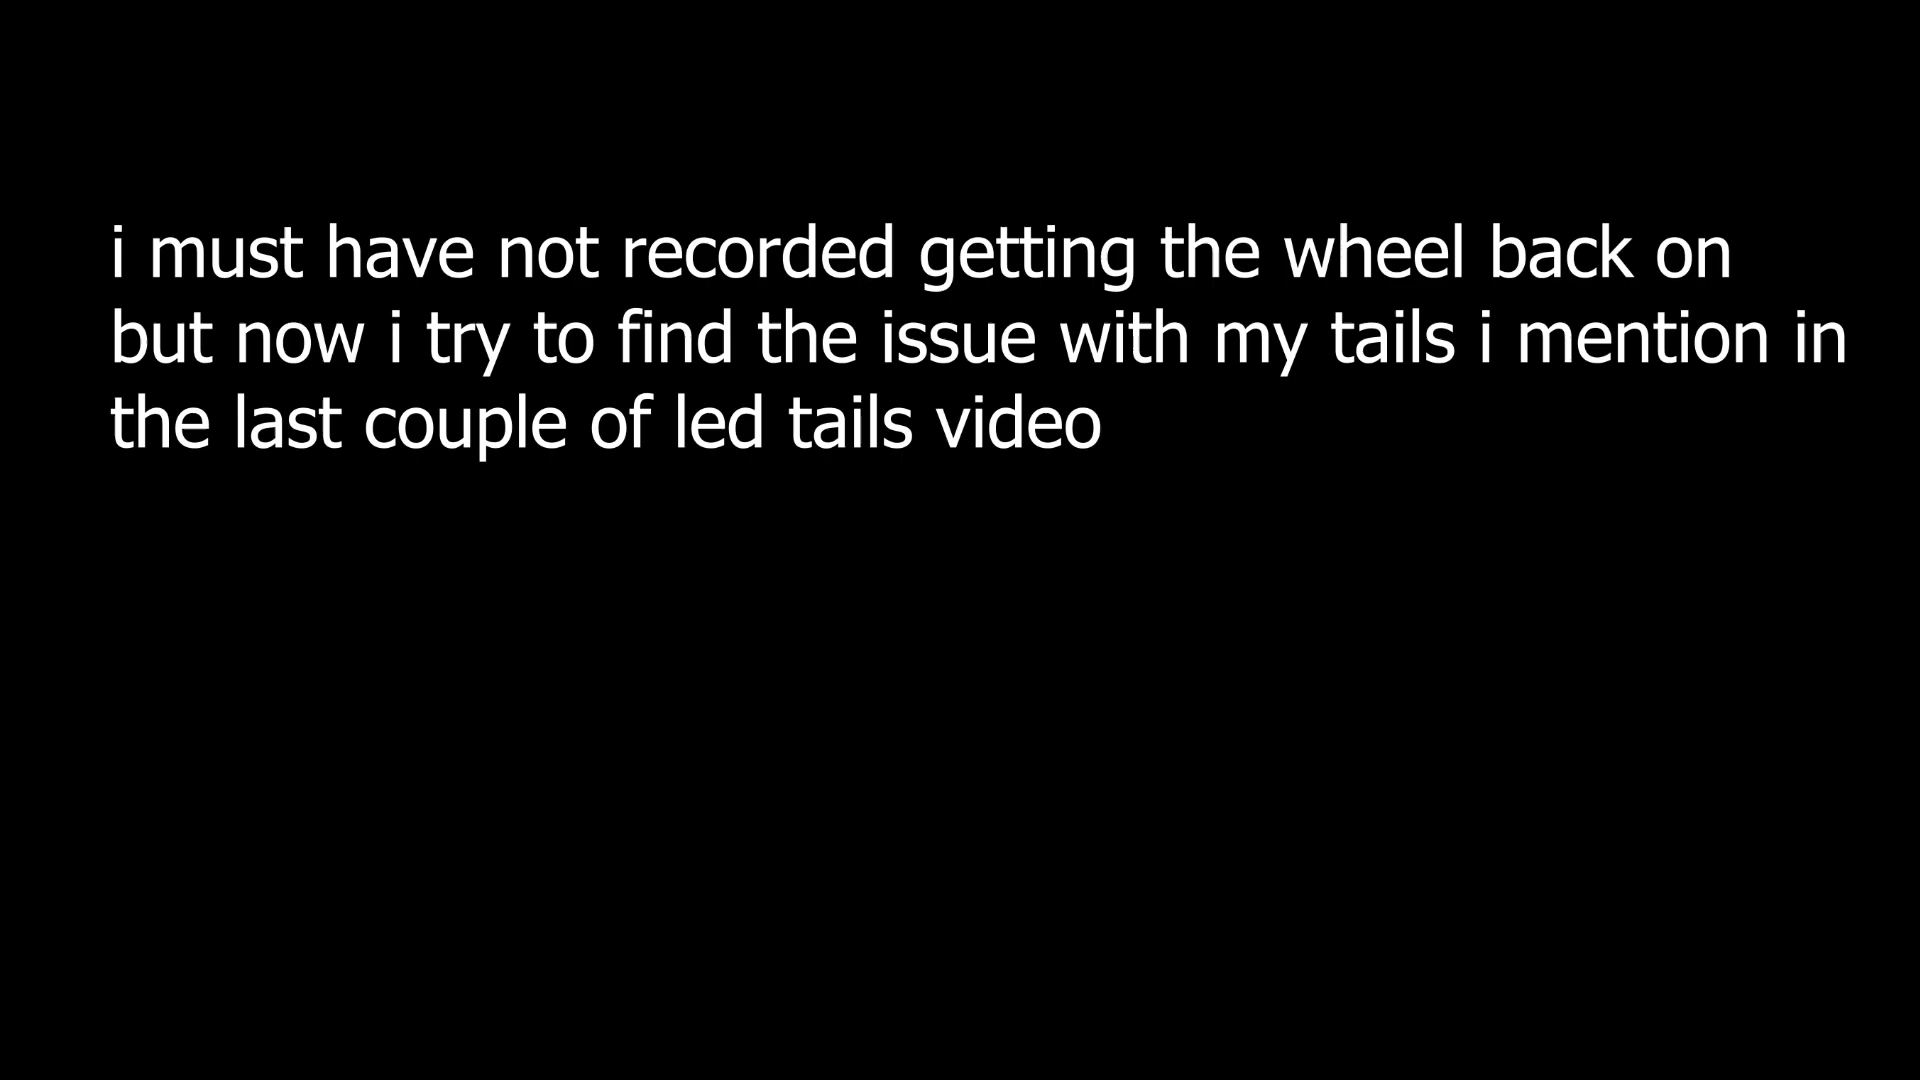 i must have not recorded getting the wheel back on
but now i try to find the issue with my tails i mention in
the last couple of led tails video